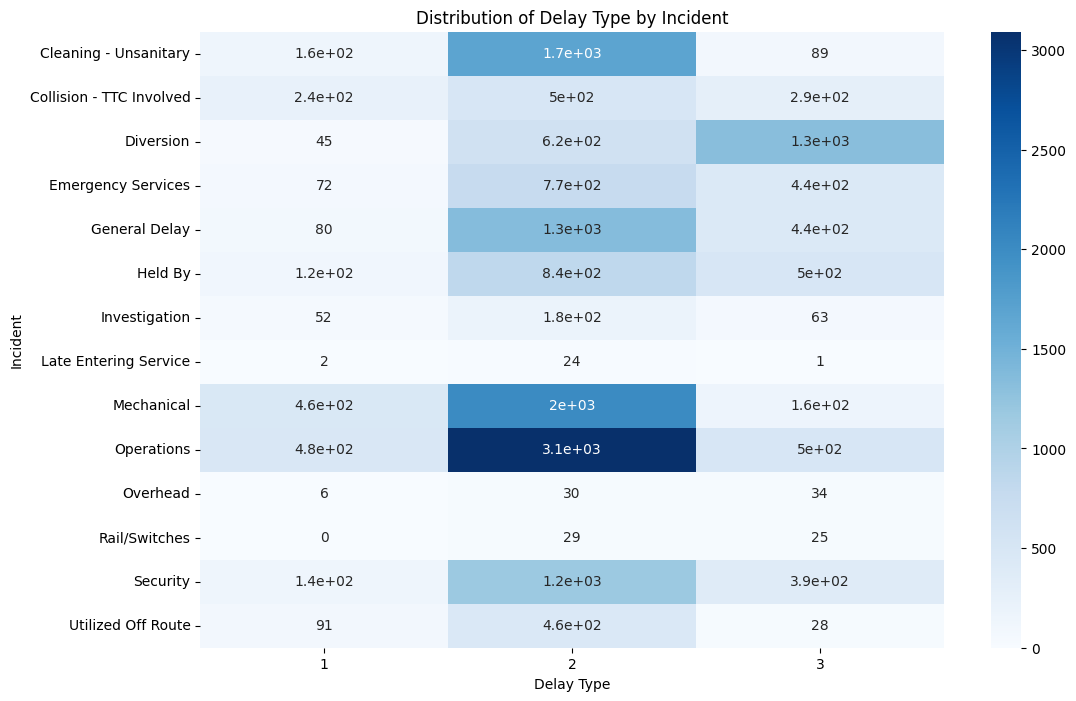 Distribution of Delay Type by Incident
Cleaning - Unsanitary 1.6e+02 1.7e+03 89
Collision - TTC Involved 2.4e+02 5e+02 2.9e+02
Diversion 45 6.2e+02 1.3e+03
Emergency Services 72 7.7e+02 4.4e+02
General Delay 80 1.3e+03 4.4e+02
Held By 1.2e+02 8.4e+02 5e+02
Investigation 52 1.8e+02 63
Late Entering Service 2 24 1
Mechanical 4.6e+02 2e+03 1.6e+02
Operations 4.8e+02 3.1e+03 5e+02
Overhead 6 30 34
Rail/Switches 0 29 25
Security 1.4e+02 1.2e+03 3.9e+02
Utilized Off Route 91 4.6e+02 28
1 2 3
Delay Type
Incident
3000
2500
2000
1500
1000
500
0